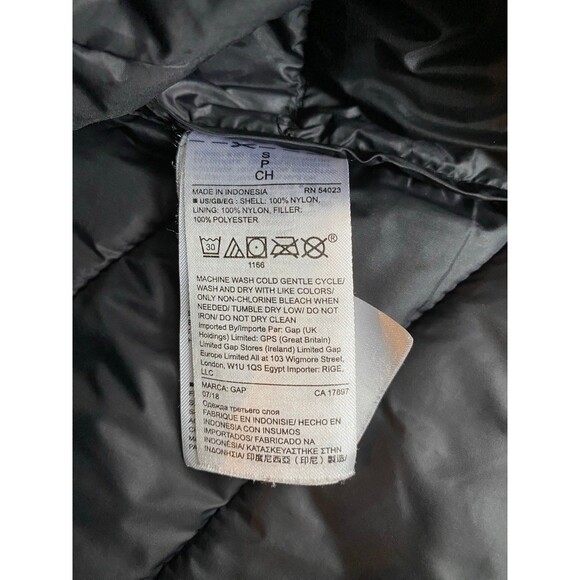 S
P
CH
MADE IN INDONESIA RN 54023
■ US/GB/EG : SHELL: 100% NYLON,
LINING: 100% NYLON, FILLER:
100% POLYESTER
30
®
1166
MACHINE WASH COLD GENTLE CYCLE/
WASH AND DRY WITH LIKE COLORS/
ONLY NON-CHLORINE BLEACH WHEN
NEEDED/ TUMBLE DRY LOW/ DO NOT
IRON/ DO NOT DRY CLEAN
Imported By/Importe Par: Gap (UK
Holdings) Limited: GPS (Great Britain)
Limited Gap Stores (Ireland) Limited Gap
Europe Limited All at 103 Wigmore Street,
London, W1U 1QS Egypt Importer: RIGE,
LLC
MARCA: GAP CA 17897
07/18
Одежда третьего слоя
FABRIQUE EN INDONESIE/ HECHO EN
INDONESIA CON INSUMOS
IMPORTADOS/ FABRICADO NA
INDONÉSIA/ ΚΑΤΑΣΚΕΥΑΣΤΗΚΕ ΣΤΗΝ
ΙΝΔΟΝΗΣΙΑ/ 印度尼西亞 (印尼) 製造/